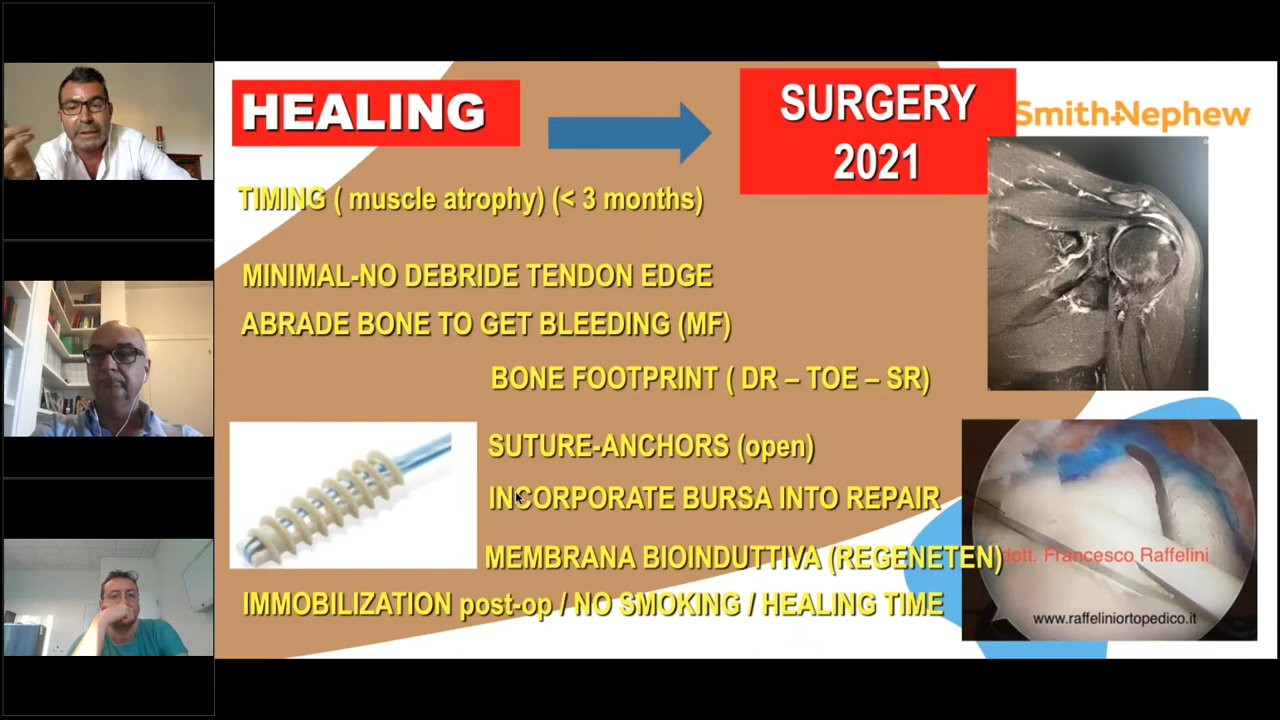 HEALING
SURGERY
2021
Smith+Nephew
TIMING ( muscle atrophy) (< 3 months)
MINIMAL-NO DEBRIDE TENDON EDGE
ABRADE BONE TO GET BLEEDING (MF)
BONE FOOTPRINT ( DR – TOE – SR)
SUTURE-ANCHORS (open)
INCORPORATE BURSA INTO REPAIR
MEMBRANA BIOINDUTTIVA (REGENETEN)
dott. Francesco Raffelini
IMMOBILIZATION post-op / NO SMOKING / HEALING TIME
www.raffeliniortopedico.it